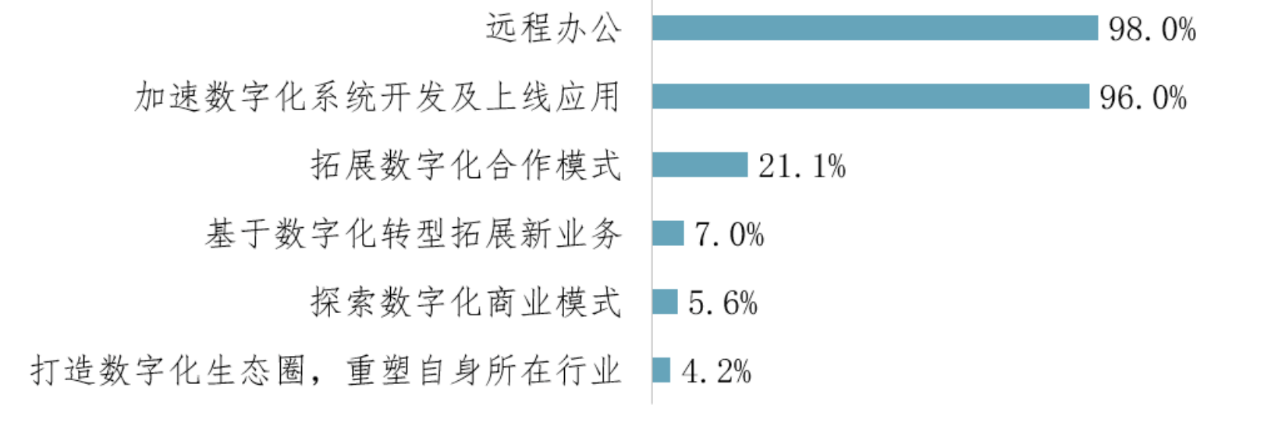 远程办公 98.0%
加速数字化系统开发及上线应用 96.0%
拓展数字化合作模式 21.1%
基于数字化转型拓展新业务 7.0%
探索数字化商业模式 5.6%
打造数字化生态圈，重塑自身所在行业 4.2%